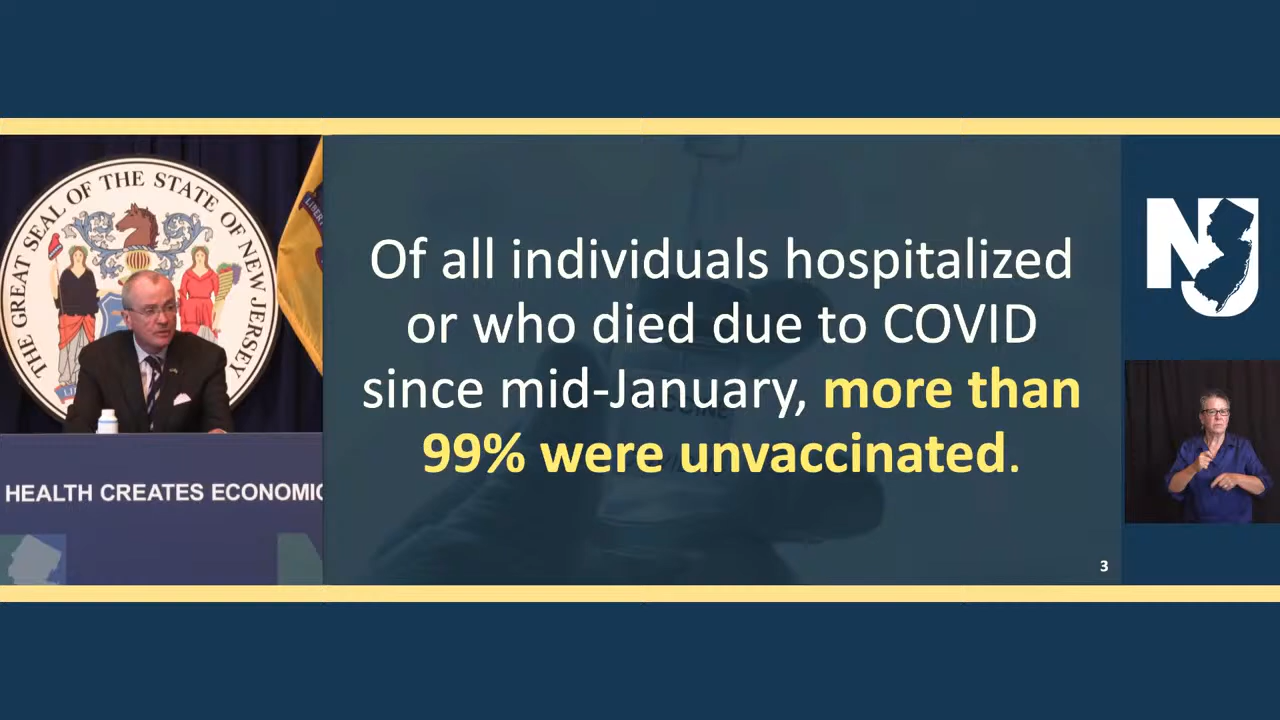 THE GREAT SEAL OF THE STATE OF NEW JERSEY
HEALTH CREATES ECONOMIC
Of all individuals hospitalized
or who died due to COVID
since mid-January, more than
99% were unvaccinated.
3
NJ